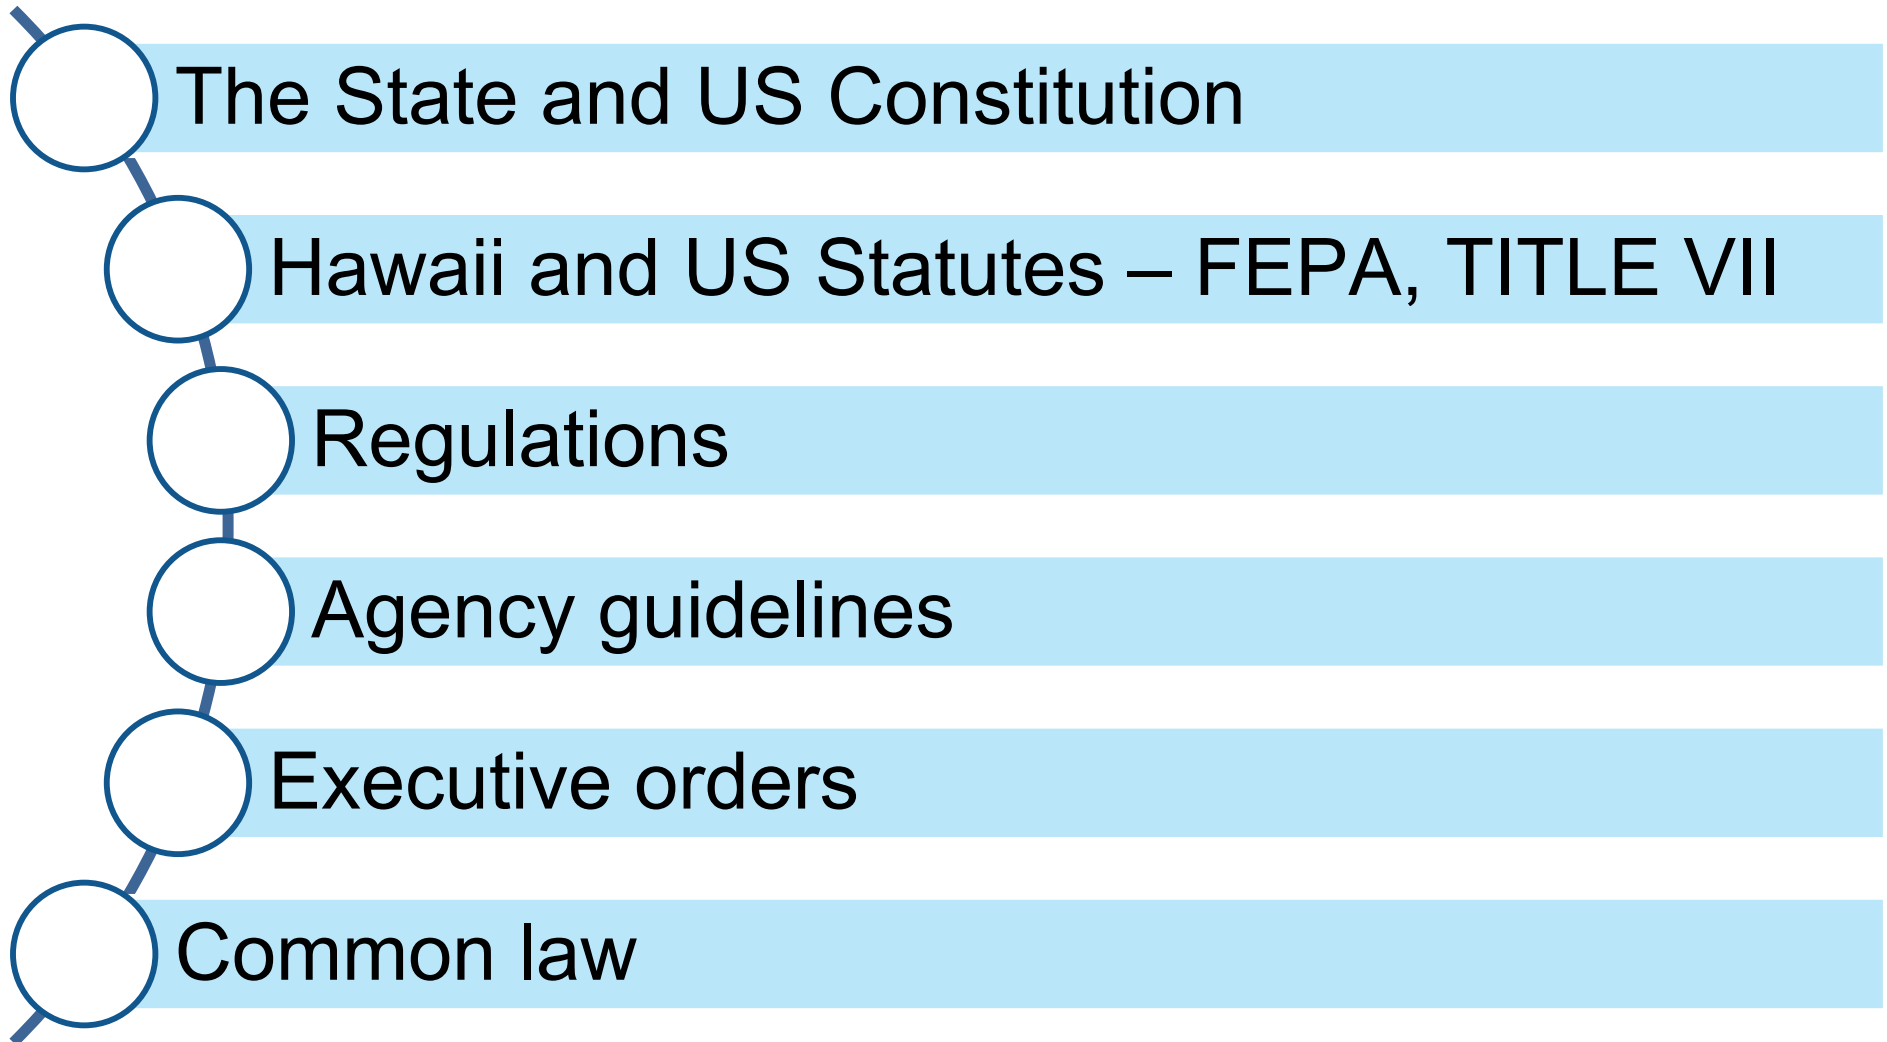 The State and US Constitution
Hawaii and US Statutes – FEPA, TITLE VII
Regulations
Agency guidelines
Executive orders
Common law